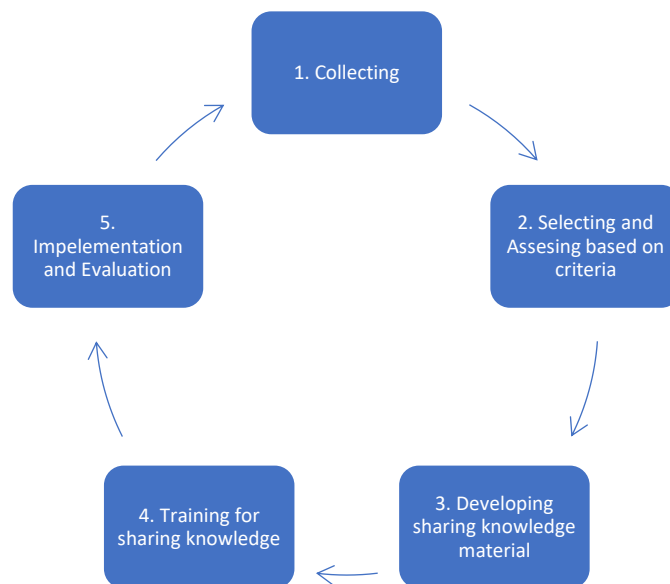 1. Collecting
2. Selecting and
Assesing based on
criteria
3. Developing
sharing knowledge
material
4. Training for
sharing knowledge
5.
Impelementation
and Evaluation